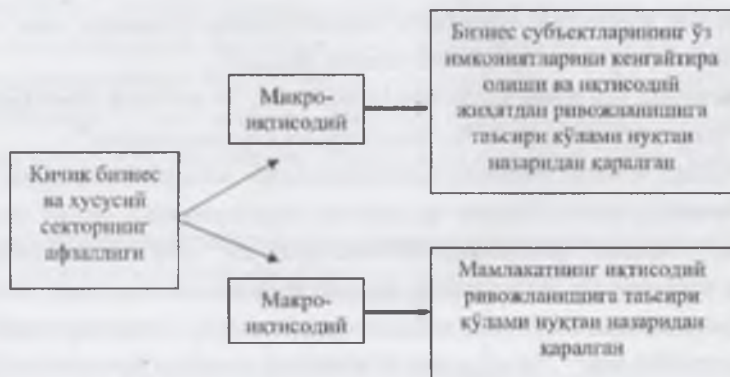 Кичик бизнес
ва хусусий
секторнинг
афзаллиги
Микро-
иқтисодий
Бизнес субъектларининг ўз
имкониятларини кенгайтира
олиши ва иқтисодий
жиҳатдан ривожланишига
таъсири кўлами нуқтаи
назаридан қаралган
Макро-
иқтисодий
Мамлакатнинг иқтисодий
ривожланишига таъсири
кўлами нуқтаи назаридан
қаралган